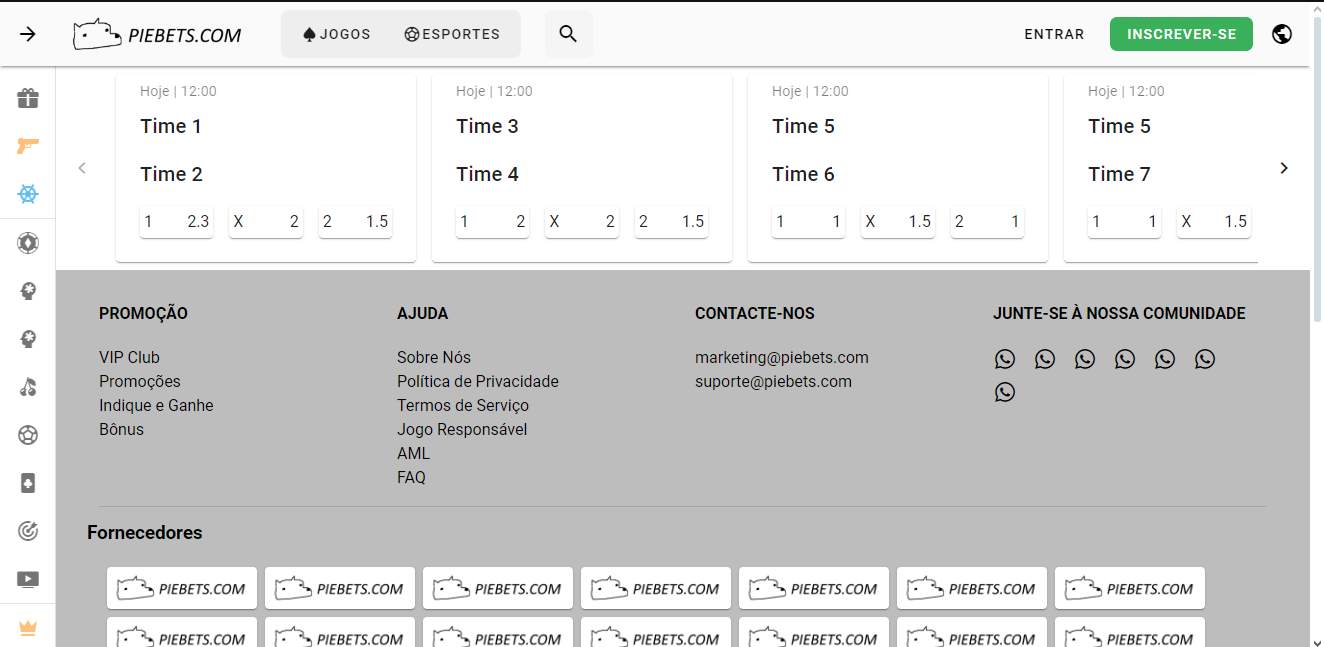 PIEBETS.COM JOGOS ESPORTES ENTRAR INSCREVER-SE
Hoje | 12:00 Hoje | 12:00 Hoje | 12:00 Hoje | 12:00
Time 1 Time 3 Time 5 Time 5
Time 2 Time 4 Time 6 Time 7
1 2.3 X 2 2 1.5 1 2 X 2 2 1.5 1 1 X 1.5 2 1 1 1 X 1.5
PROMOÇÃO
VIP Club
Promoções
Indique e Ganhe
Bônus
AJUDA
Sobre Nós
Política de Privacidade
Termos de Serviço
Jogo Responsável
AML
FAQ
CONTACTE-NOS
marketing@piebets.com
suporte@piebets.com
JUNTE-SE À NOSSA COMUNIDADE
Fornecedores
PIEBETS.COM PIEBETS.COM PIEBETS.COM PIEBETS.COM PIEBETS.COM PIEBETS.COM PIEBETS.COM
PIEBETS.COM PIEBETS.COM PIEBETS.COM PIEBETS.COM PIEBETS.COM PIEBETS.COM PIEBETS.COM